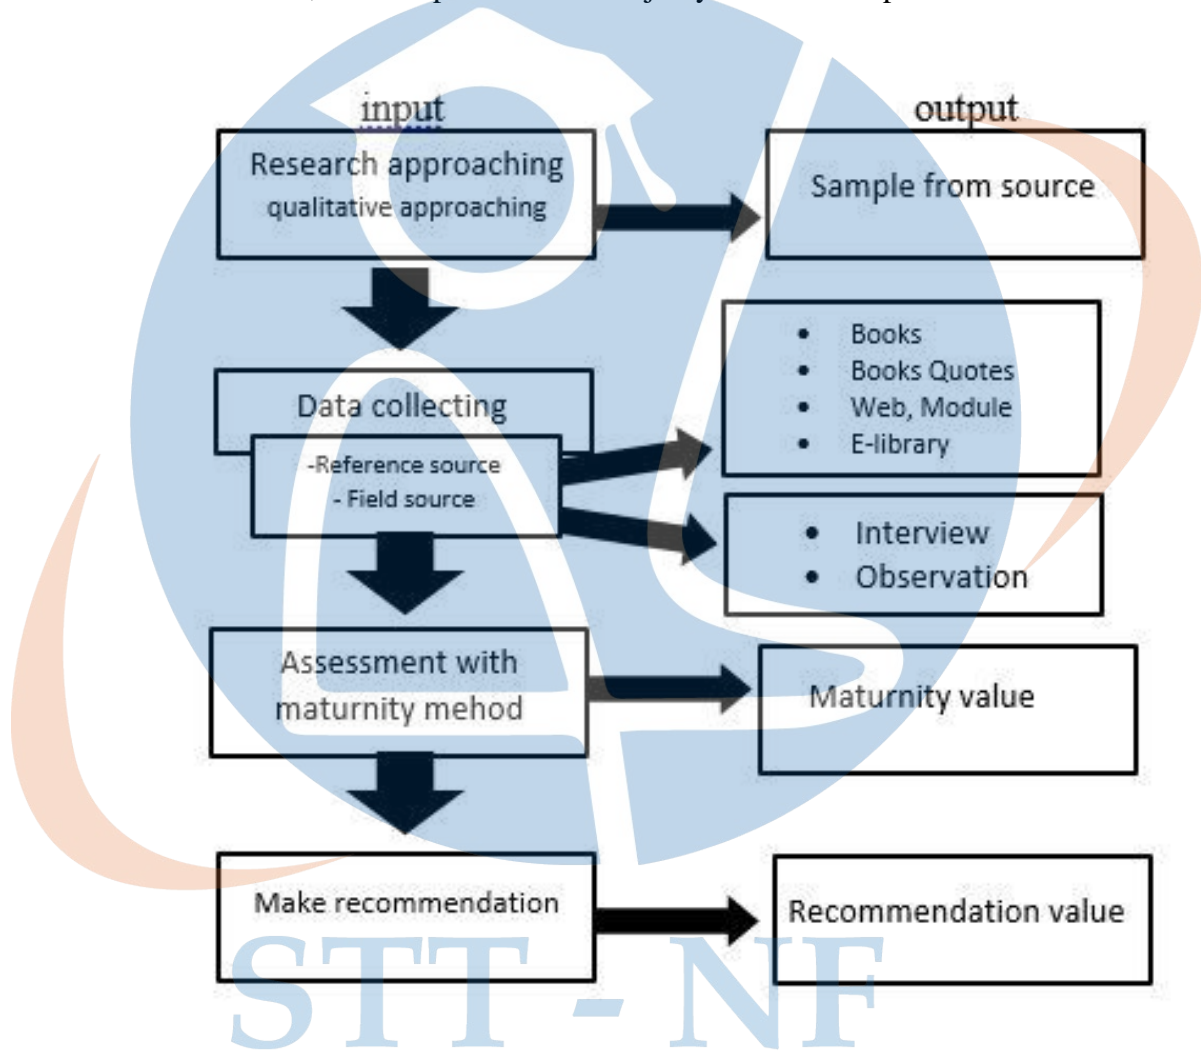 input
output
Research approaching
qualitative approaching
Sample from source
• Books
• Books Quotes
• Web, Module
• E-library
Data collecting
-Reference source
- Field source
• Interview
• Observation
Assessment with
maturnity mehod
Maturnity value
Make recommendation
Recommendation value
STT - NF